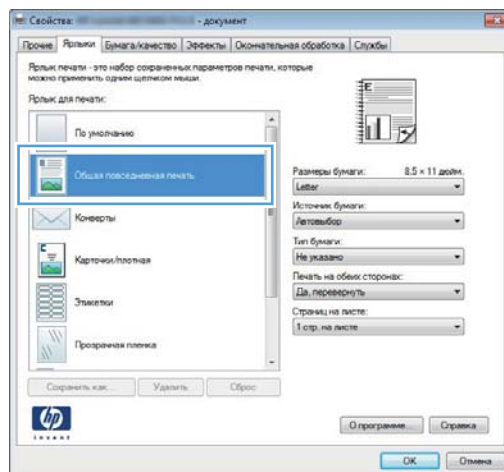 Свойства: - документ
Прочие Ярлыки Бумага/качество Эффекты Окончательная обработка Службы
Ярлык печати - это набор сохраненных параметров печати, которые
можно применить одним щелчком мыши.
Ярлык для печати:
По умолчанию
Общая повседневная печать
Конверты
Карточки/плотная
Этикетки
Прозрачная пленка
Сохранить как... Удалить Сброс
E
Размеры бумаги: 8,5 × 11 дюйм.
Letter
Источник бумаги:
Автовыбор
Тип бумаги:
Не указано
Печать на обеих сторонах:
Да, перевернуть
Страниц на листе:
1 стр. на листе
hp
invent
О программе... Справка
OK Отмена